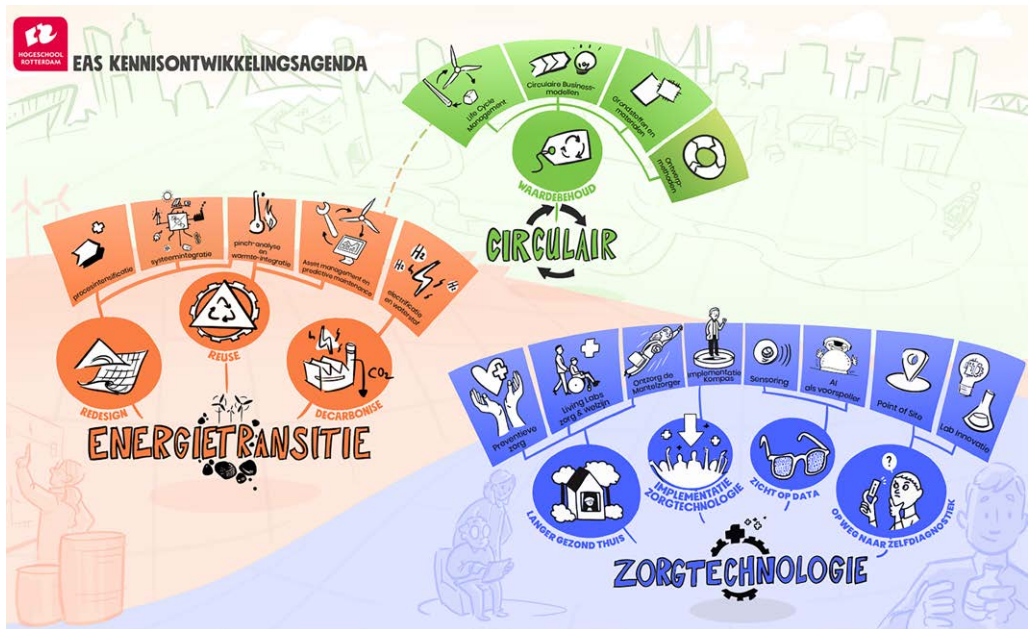 HOGESCHOOL
ROTTERDAM
EAS KENNISONTWIKKELINGSAGENDA
Life Cycle
Management
Circulaire Business-
modellen
Grondstoffen en
materialen
Ontwerp-
methoden
WAARDEBEHOUD
CIRCULAIR
procesintensificatie
systeemintegratie
pinch-analyse
en
warmte-integratie
Asset management en
predictive maintenance
H2
H2
H2
electrificatie
en waterstof
REDESIGN
REUSE
CO2
DECARBONISE
ENERGIETRANSITIE
Preventieve
zorg
Living Labs
zorg & welzijn
Ontzorg de
Mantelzorger
Implementatie
Kompas
Sensoring
AI
als voorspeller
Point of Site
Lab Innovatie
LANGER GEZOND THUIS
IMPLEMENTATIE
ZORGTECHNOLOGIE
ZICHT OP DATA
?
OP WEG NAAR ZELFDIAGNOSTIEK
ZORGTECHNOLOGIE